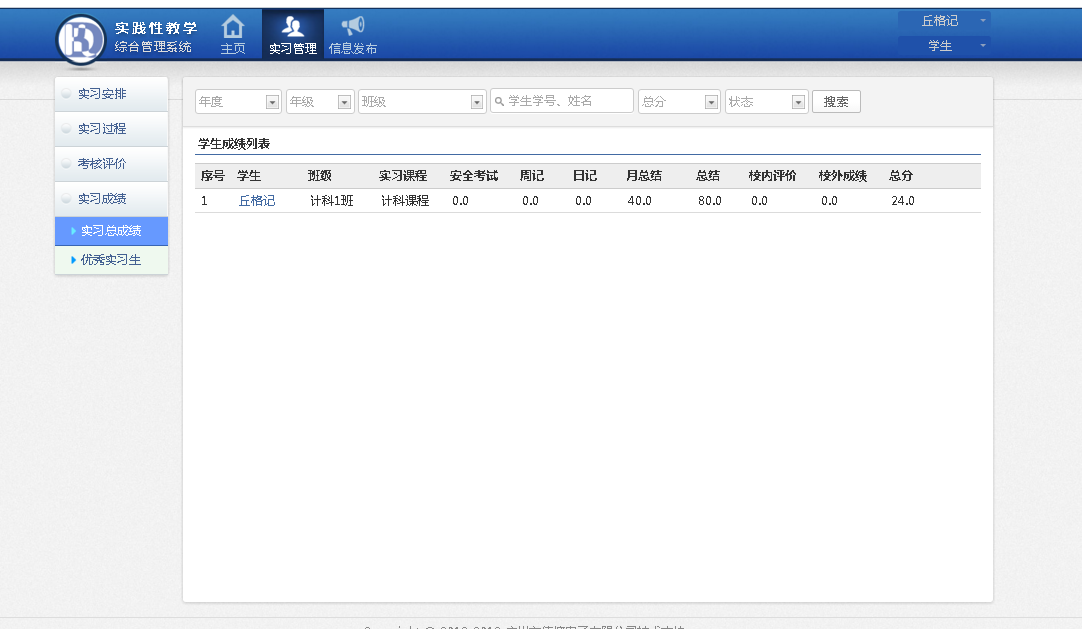 实践性教学
综合管理系统
主页
实习管理
信息发布
丘格记
学生
实习安排
实习过程
考核评价
实习成绩
实习总成绩
优秀实习生
年度 年级 班级 学生学号、姓名 总分 状态 搜索
学生成绩列表
序号 学生 班级 实习课程 安全考试 周记 日记 月总结 总结 校内评价 校外成绩 总分
1 丘格记 计科1班 计科课程 0.0 0.0 0.0 40.0 80.0 0.0 0.0 24.0